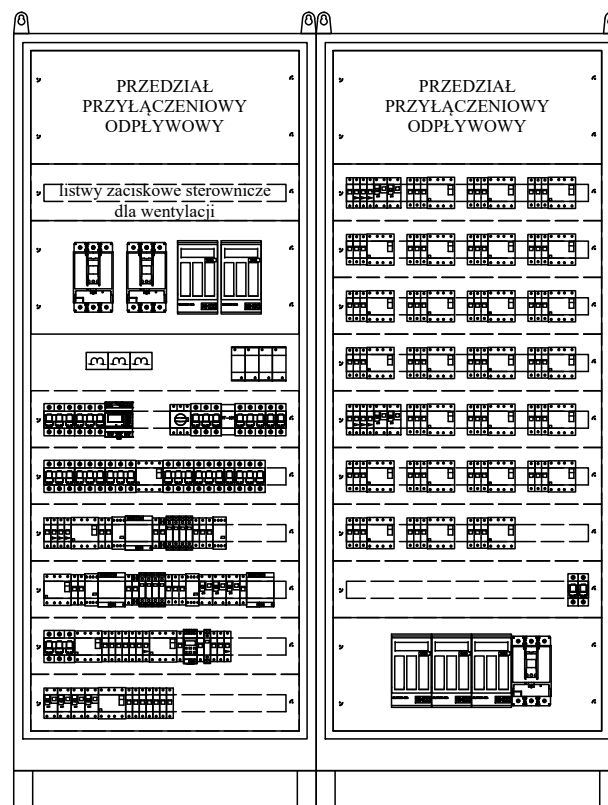 PRZEDZIAŁ
PRZYŁĄCZENIOWY
ODPŁYWOWY
listwy zaciskowe sterownicze
dla wentylacji
PRZEDZIAŁ
PRZYŁĄCZENIOWY
ODPŁYWOWY